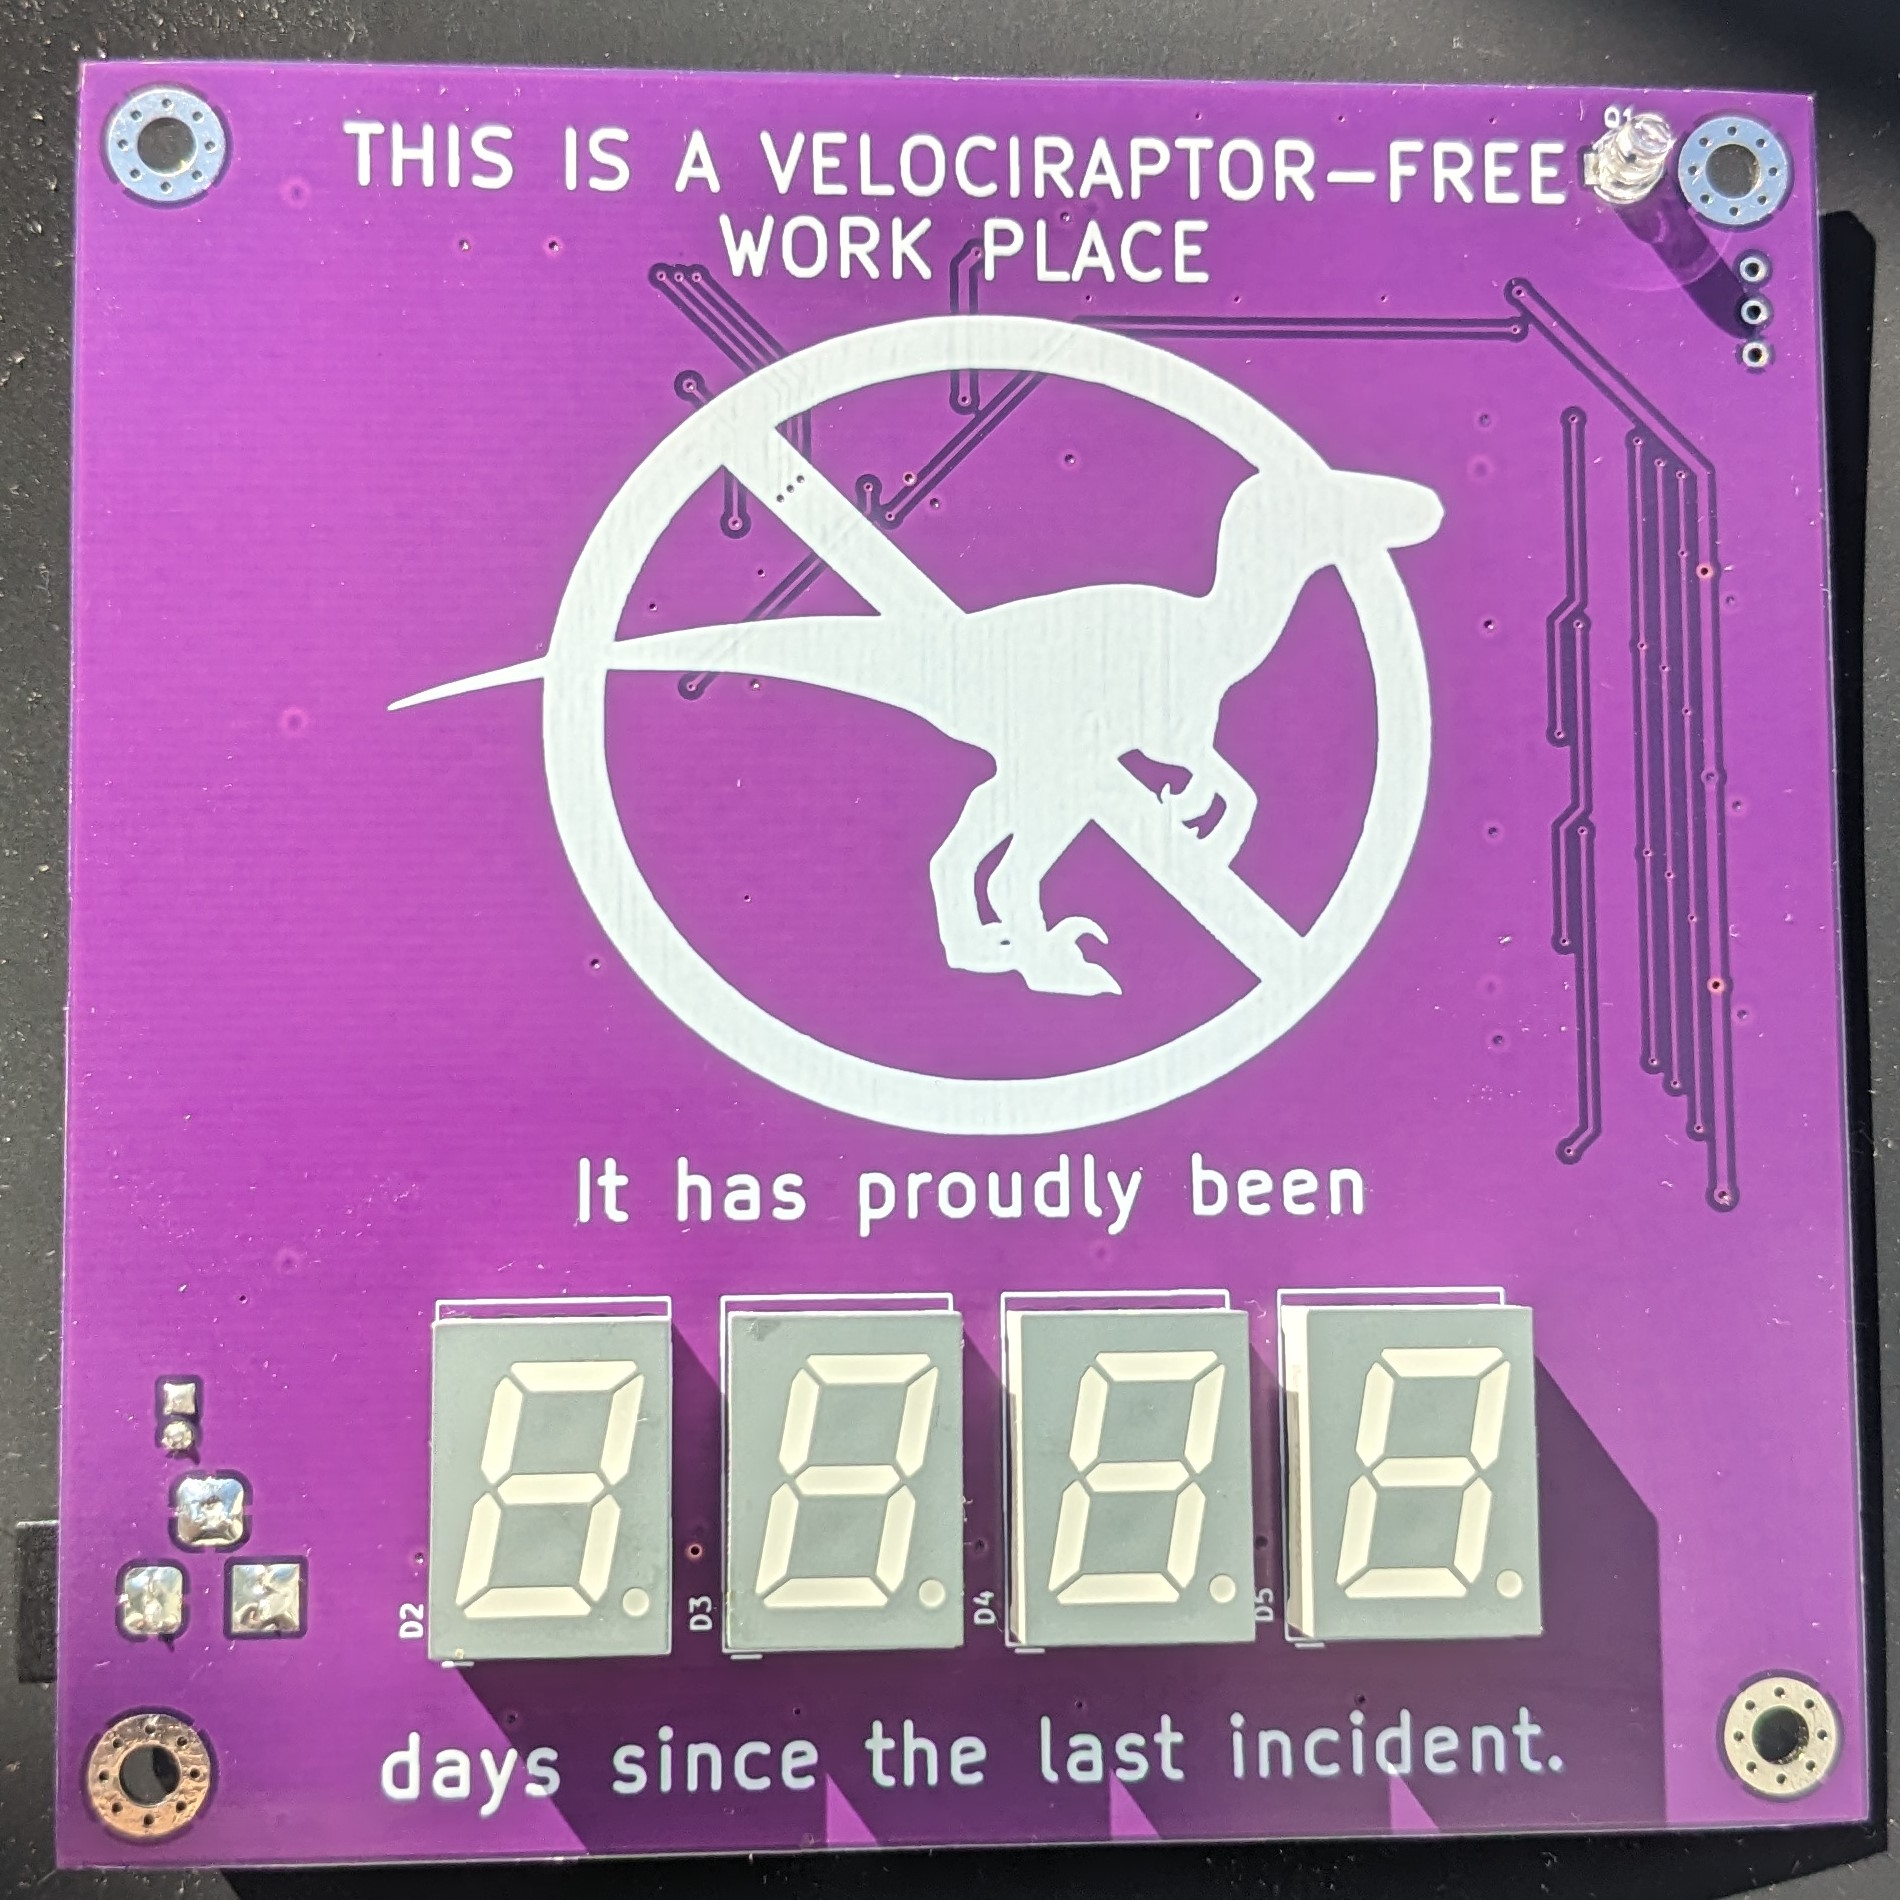 THIS IS A VELOCIRAPTOR-FREE
WORK PLACE
It has proudly been
D2
D3
D4
D5
days since the last incident.